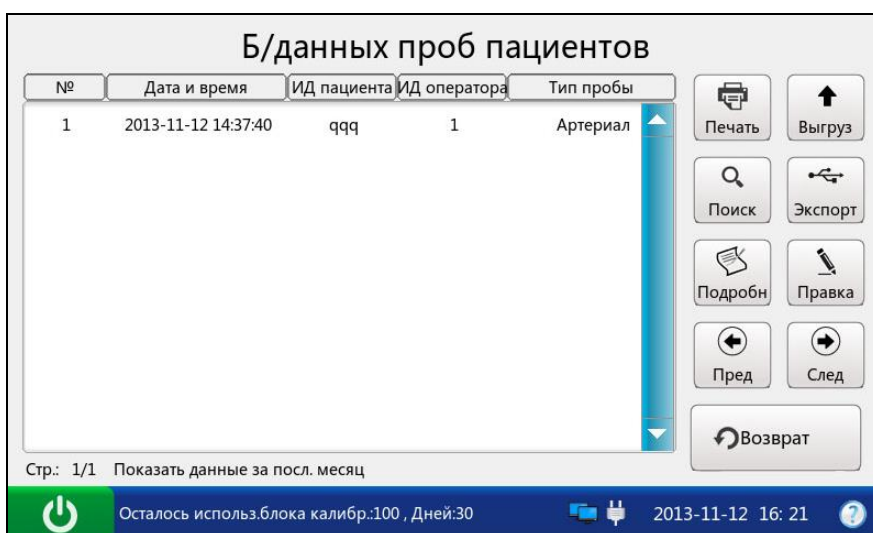 Б/данных проб пациентов
№ Дата и время ИД пациента ИД оператора Тип пробы
1 2013-11-12 14:37:40 qqq 1 Артериал
Печать Выгруз
Поиск Экспорт
Подробн Правка
Пред След
Возврат
Стр.: 1/1 Показать данные за посл. месяц
Осталось использ.блока калибр.:100 , Дней:30 2013-11-12 16: 21 ?